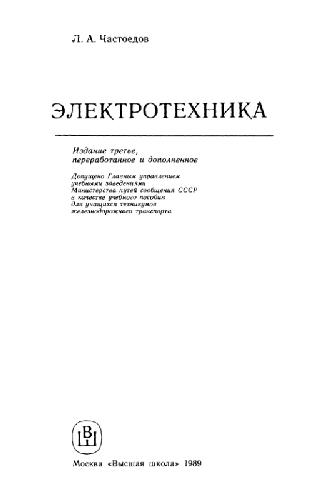 Л. А. Частоедов
ЭЛЕКТРОТЕХНИКА
Издание третье,
переработанное и дополненное
Допущено Главным управлением
учебными заведениями
Министерства путей сообщения СССР
в качестве учебного пособия
для учащихся техникумов
железнодорожного транспорта
ВШ
Москва «Высшая школа» 1989